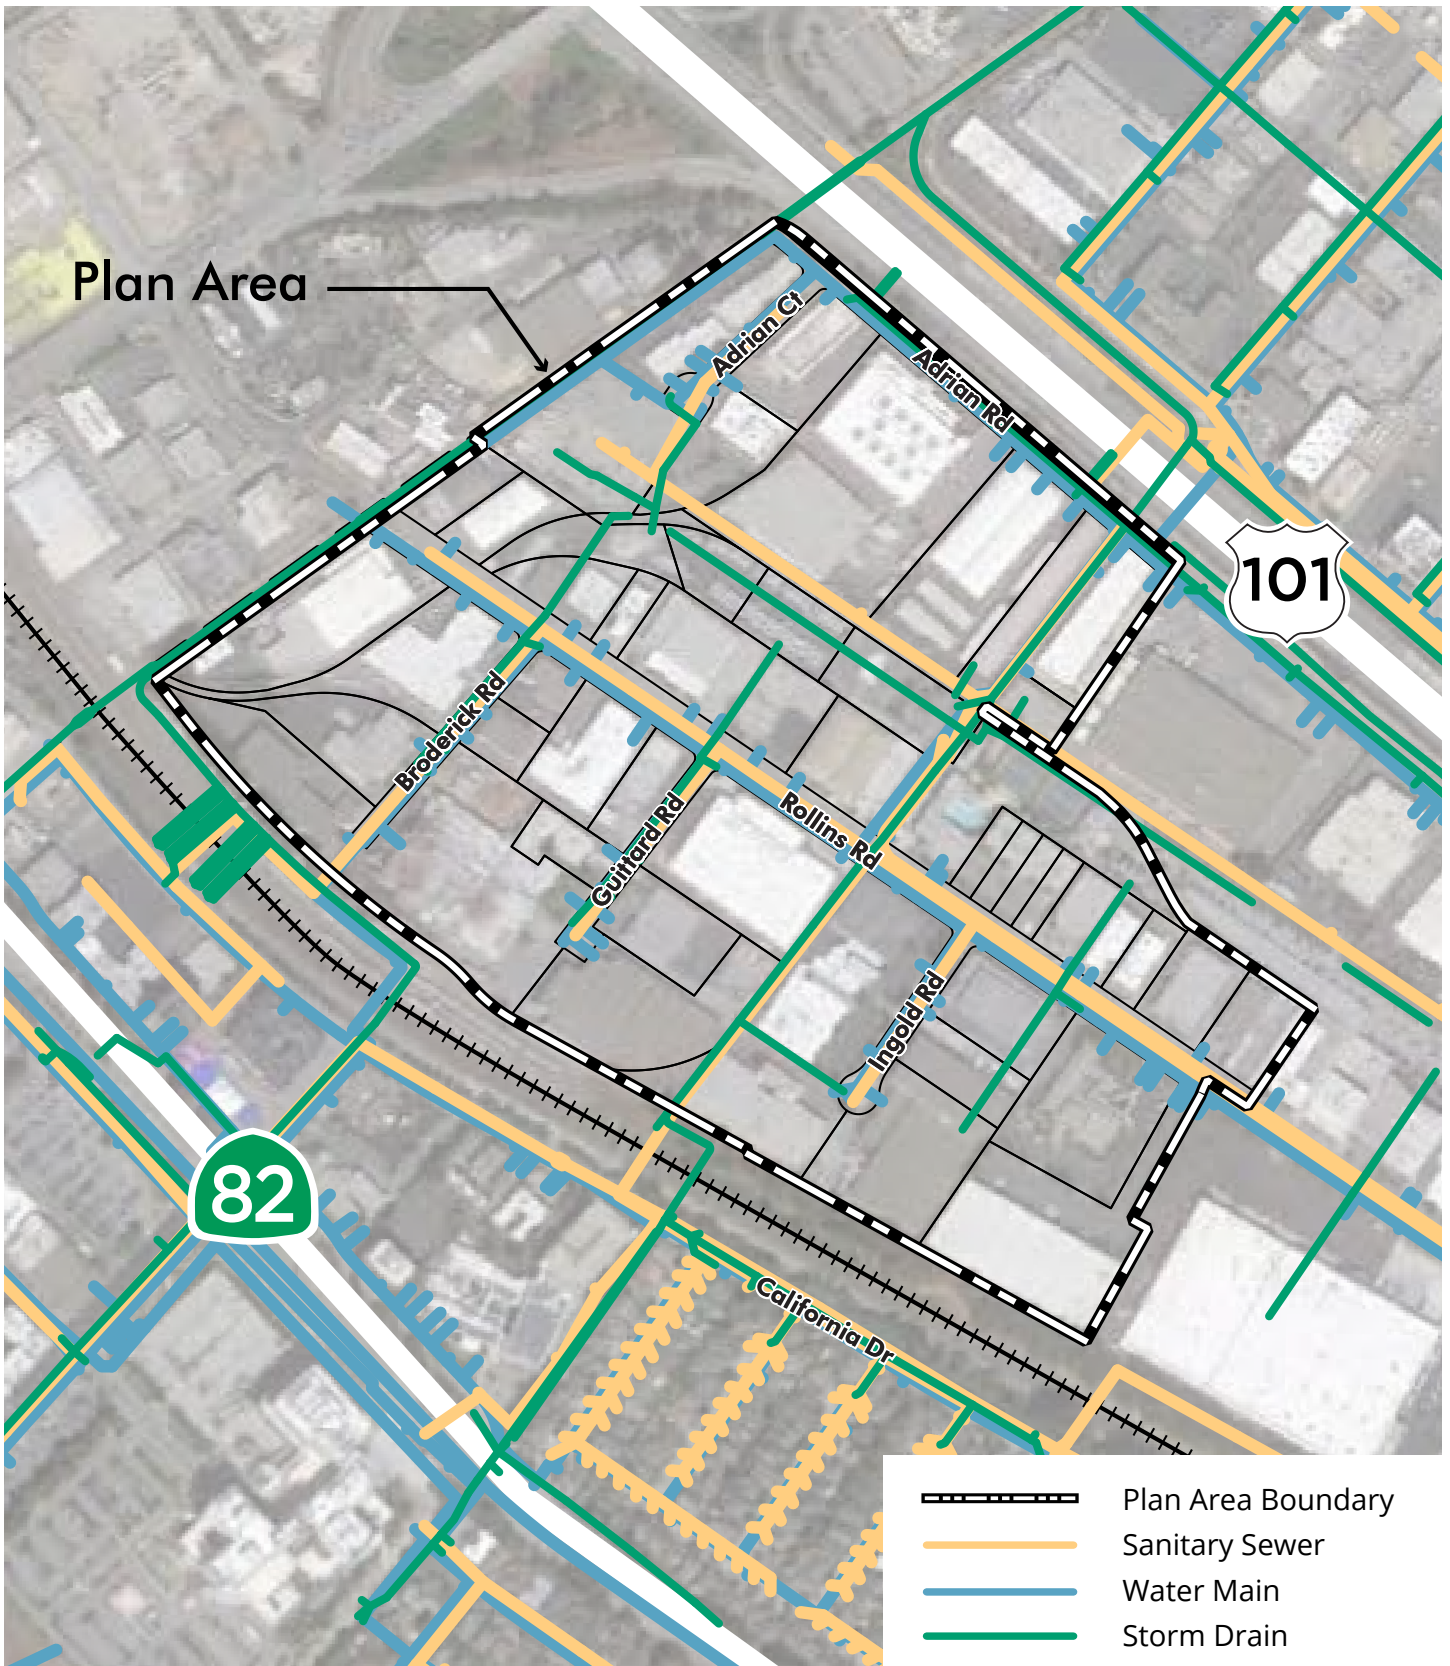 Plan Area
Adrian Ct
Adrian Rd
101
Broderick Rd
Guittard Rd
Rollins Rd
Ingold Rd
82
California Dr
Plan Area Boundary
Sanitary Sewer
Water Main
Storm Drain